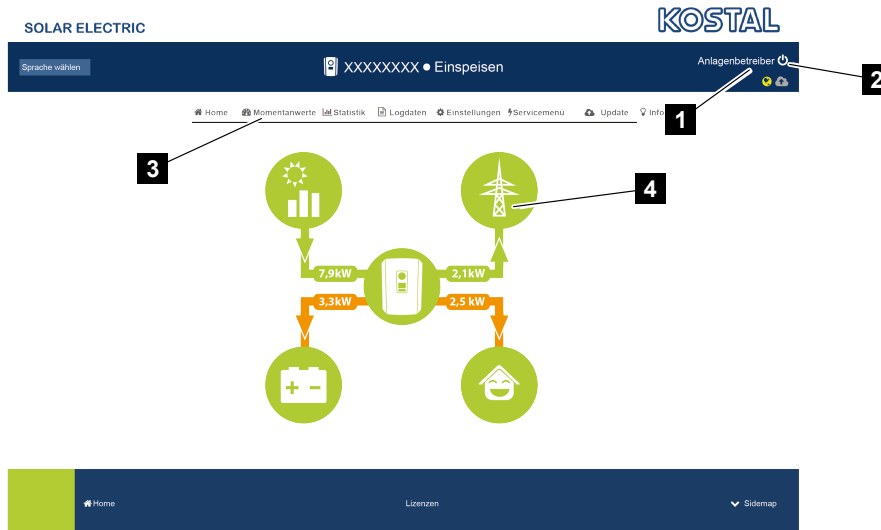 SOLAR ELECTRIC
KOSTAL
Sprache wählen
XXXXXXXX ● Einspeisen
Anlagenbetreiber
2
1
Home Momentanwerte Statistik Logdaten Einstellungen Servicemenü Update Info
3
4
7,9kW
2,1kW
3,3kW
2,5 kW
+ −
Home
Lizenzen
Sidemap